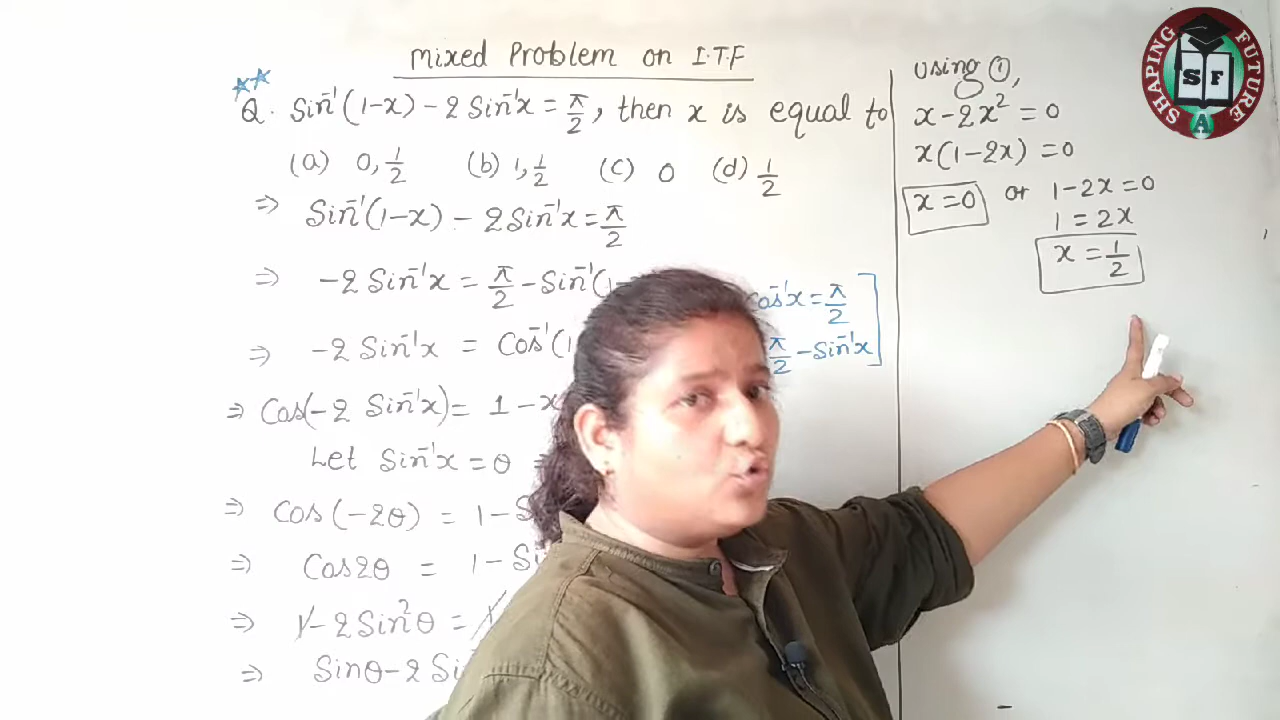 Mixed Problem on I.T.F
Q. Sin⁻¹(1-x) - 2 Sin⁻¹x = π/2, then x is equal to
(a) 0, 1/2 (b) 1, 1/2 (c) 0 (d) 1/2
⇒ Sin⁻¹(1-x) - 2 Sin⁻¹x = π/2
⇒ -2 Sin⁻¹x = π/2 - Sin⁻¹(1-
⇒ -2 Sin⁻¹x = Cos⁻¹(1
⇒ Cos(-2 Sin⁻¹x) = 1-x
Let Sin⁻¹x = θ
⇒ Cos(-2θ) = 1-S
⇒ Cos2θ = 1-Si
⇒ 1-2Sin²θ = 1
⇒ Sinθ-2 Si
Cos⁻¹x = π/2
π/2 - Sin⁻¹x
Using ①,
x - 2x² = 0
x(1-2x) = 0
x = 0 or 1-2x = 0
1 = 2x
x = 1/2
SHAPING FUTURE
S F
A